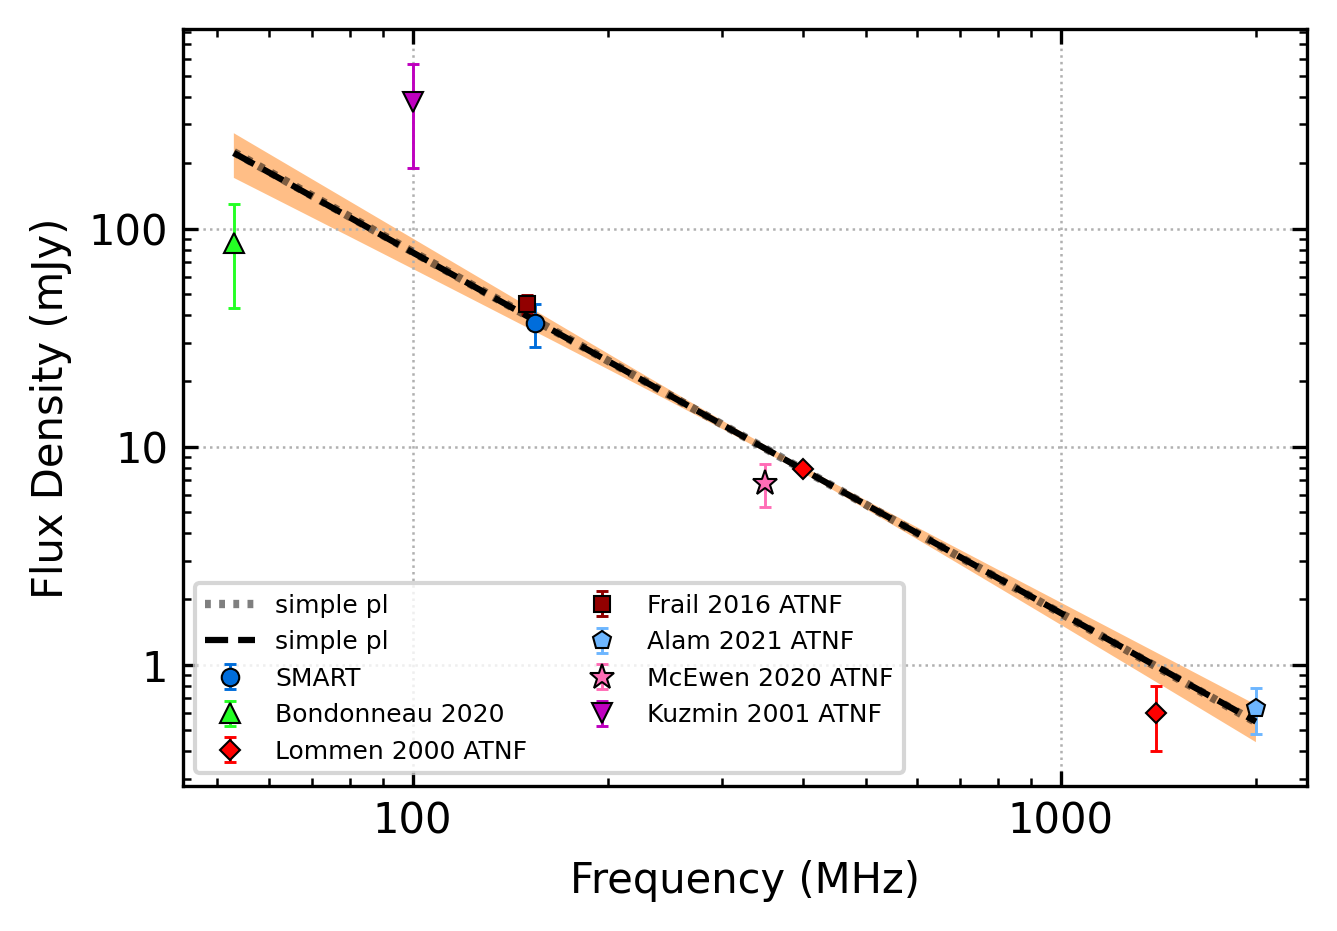 Flux Density (mJy)
100
10
1
simple pl
simple pl
SMART
Bondonneau 2020
Lommen 2000 ATNF
Frail 2016 ATNF
Alam 2021 ATNF
McEwen 2020 ATNF
Kuzmin 2001 ATNF
100
1000
Frequency (MHz)